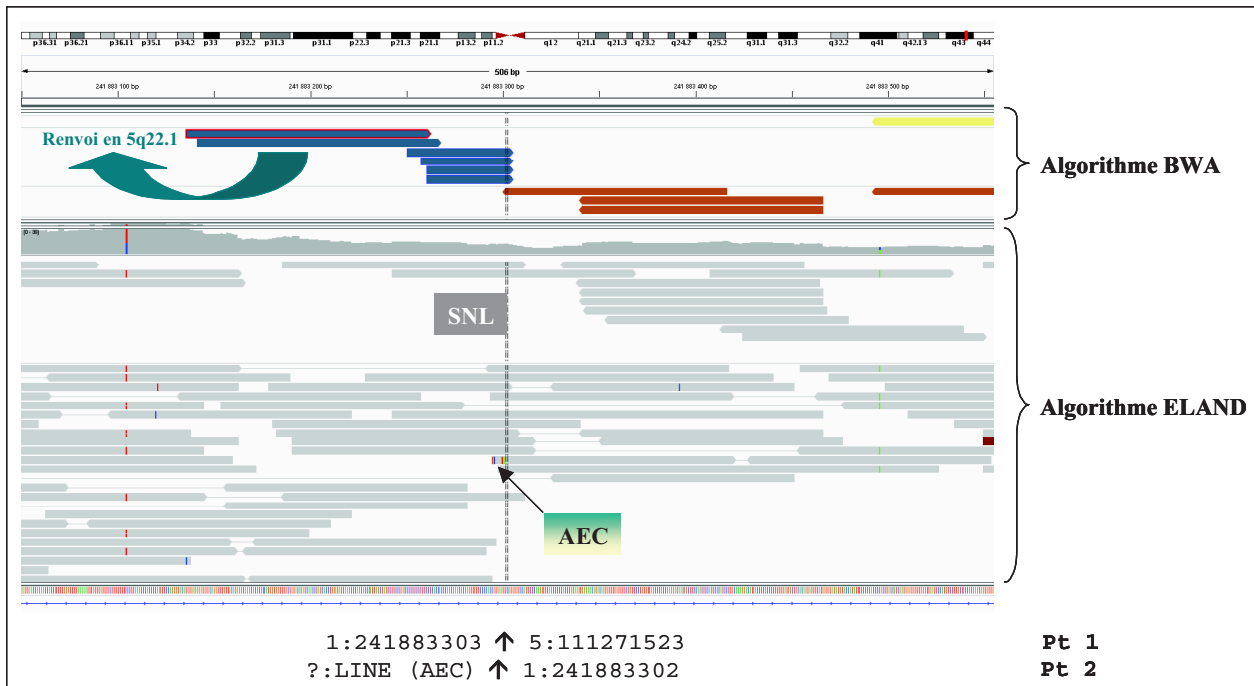 p36.31 p36.21 p36.11 p35.1 p34.2 p33 p32.2 p31.3 p31.1 p22.3 p21.3 p21.1 p13.2 p11.2 q12 q21.1 q21.3 q23.2 q24.2 q25.2 q31.1 q31.3 q32.2 q41 q42.13 q43 q44
506 bp
241 883 100 bp 241 883 200 bp 241 883 300 bp 241 883 400 bp 241 883 500 bp
Renvoi en 5q22.1
Algorithme BWA
SNL
Algorithme ELAND
AEC
1:241883303 ↑ 5:111271523 Pt 1
?:LINE (AEC) ↑ 1:241883302 Pt 2